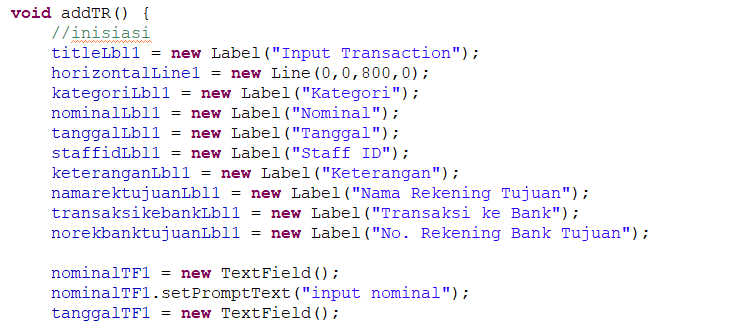 void addTR() {
    //inisiasi
    titleLbl1 = new Label("Input Transaction");
    horizontalLine1 = new Line(0,0,800,0);
    kategoriLbl1 = new Label("Kategori");
    nominalLbl1 = new Label("Nominal");
    tanggalLbl1 = new Label("Tanggal");
    staffidLbl1 = new Label("Staff ID");
    keteranganLbl1 = new Label("Keterangan");
    namarektujuanLbl1 = new Label("Nama Rekening Tujuan");
    transaksikebankLbl1 = new Label("Transaksi ke Bank");
    norekbanktujuanLbl1 = new Label("No. Rekening Bank Tujuan");

    nominalTF1 = new TextField();
    nominalTF1.setPromptText("input nominal");
    tanggalTF1 = new TextField();